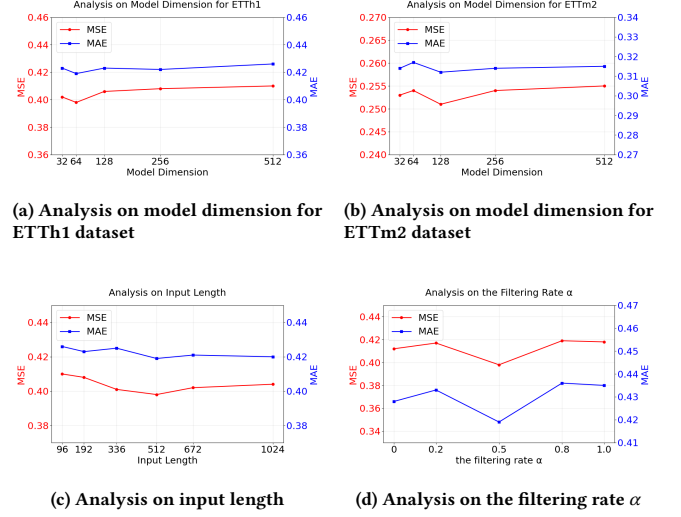 Analysis on Model Dimension for ETTh1
MSE
MAE
0.46
0.44
0.42
0.40
0.38
0.36
MSE
0.46
0.44
0.42
0.40
0.38
0.36
MAE
32 64 128 256 512
Model Dimension
(a) Analysis on model dimension for
ETTh1 dataset
Analysis on Model Dimension for ETTm2
MSE
MAE
0.270
0.265
0.260
0.255
0.250
0.245
0.240
MSE
0.34
0.33
0.32
0.31
0.30
0.29
0.28
0.27
MAE
32 64 128 256 512
Model Dimension
(b) Analysis on model dimension for
ETTm2 dataset
Analysis on Input Length
MSE
MAE
0.44
0.42
0.40
0.38
MSE
0.44
0.42
0.40
0.38
MAE
96 192 336 512 672 1024
Input Length
(c) Analysis on input length
Analysis on the Filtering Rate α
MSE
MAE
0.44
0.42
0.40
0.38
0.36
0.34
MSE
0.47
0.46
0.45
0.44
0.43
0.42
0.41
MAE
0 0.2 0.5 0.8 1.0
the filtering rate α
(d) Analysis on the filtering rate α